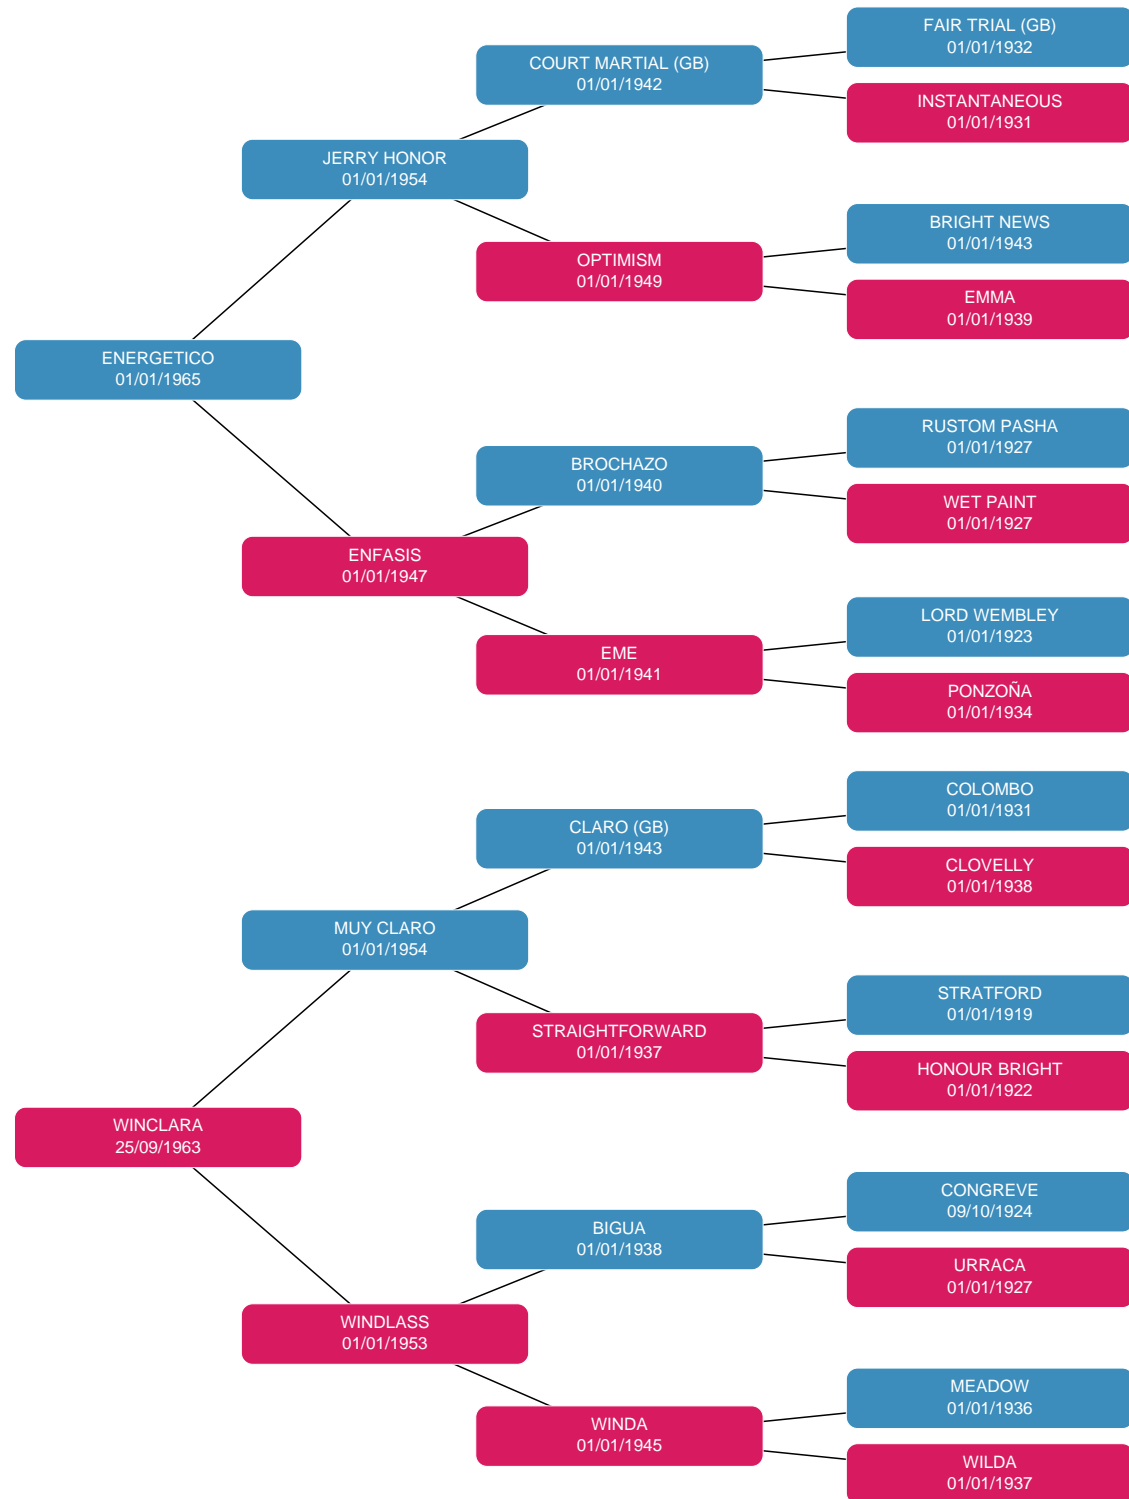 FAIR TRIAL (GB)
01/01/1932
COURT MARTIAL (GB)
01/01/1942
INSTANTANEOUS
01/01/1931
JERRY HONOR
01/01/1954
BRIGHT NEWS
01/01/1943
OPTIMISM
01/01/1949
EMMA
01/01/1939
ENERGETICO
01/01/1965
RUSTOM PASHA
01/01/1927
BROCHAZO
01/01/1940
WET PAINT
01/01/1927
ENFASIS
01/01/1947
LORD WEMBLEY
01/01/1923
EME
01/01/1941
PONZOÑA
01/01/1934
COLOMBO
01/01/1931
CLARO (GB)
01/01/1943
CLOVELLY
01/01/1938
MUY CLARO
01/01/1954
STRATFORD
01/01/1919
STRAIGHTFORWARD
01/01/1937
HONOUR BRIGHT
01/01/1922
WINCLARA
25/09/1963
CONGREVE
09/10/1924
BIGUA
01/01/1938
URRACA
01/01/1927
WINDLASS
01/01/1953
MEADOW
01/01/1936
WINDA
01/01/1945
WILDA
01/01/1937